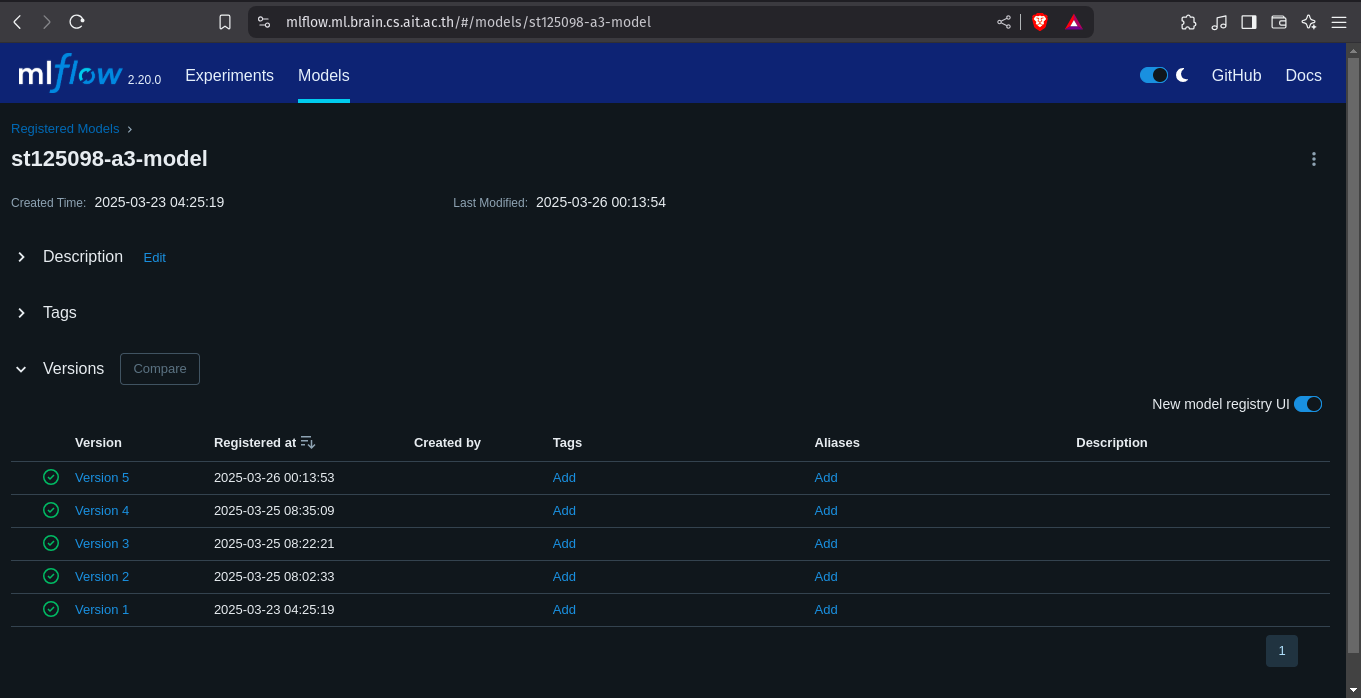 mlflow.ml.brain.cs.ait.ac.th/#/models/st125098-a3-model
mlflow 2.20.0 Experiments Models GitHub Docs
Registered Models
st125098-a3-model
Created Time: 2025-03-23 04:25:19 Last Modified: 2025-03-26 00:13:54
Description Edit
Tags
Versions Compare
New model registry UI
Version Registered at Created by Tags Aliases Description
Version 5 2025-03-26 00:13:53 Add Add
Version 4 2025-03-25 08:35:09 Add Add
Version 3 2025-03-25 08:22:21 Add Add
Version 2 2025-03-25 08:02:33 Add Add
Version 1 2025-03-23 04:25:19 Add Add
1